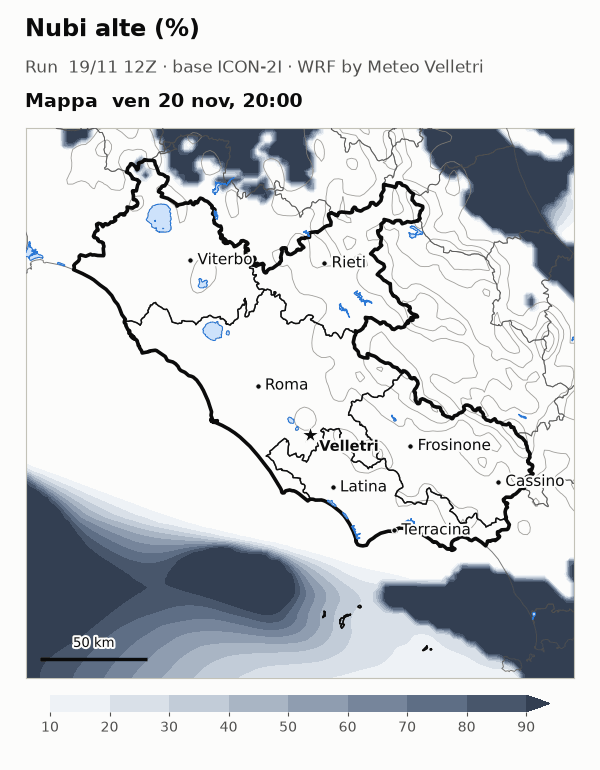 Nubi alte (%)
Run  19/11 12Z · base ICON-2I · WRF by Meteo Velletri
Mappa  ven 20 nov, 20:00
Viterbo
Rieti
Roma
Velletri
Frosinone
Cassino
Latina
Terracina
50 km
10 20 30 40 50 60 70 80 90